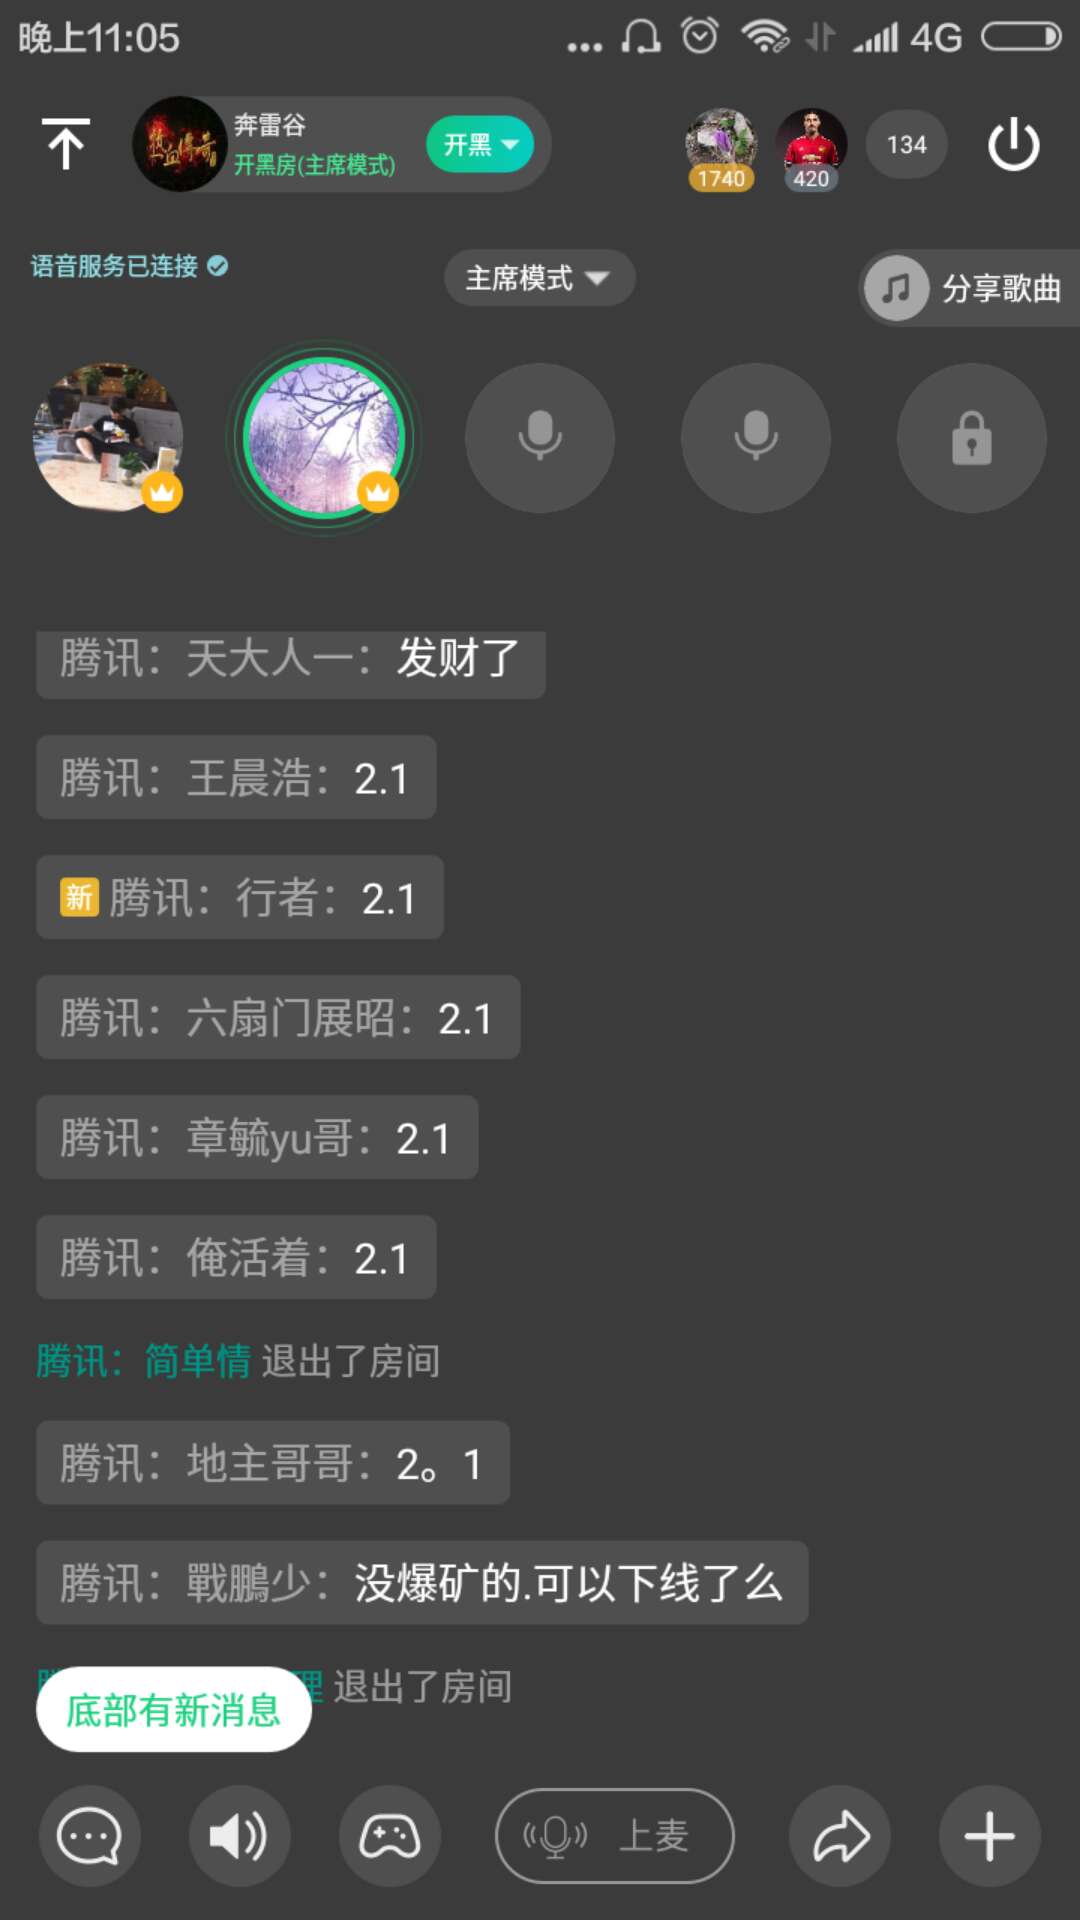 晚上11:05
4G
热血传奇
奔雷谷
开黑房(主席模式)
开黑
1740
420
134
语音服务已连接
主席模式
分享歌曲
腾讯：天大人一：发财了
腾讯：王晨浩：2.1
新 腾讯：行者：2.1
腾讯：六扇门展昭：2.1
腾讯：章毓yu哥：2.1
腾讯：俺活着：2.1
腾讯：简单情 退出了房间
腾讯：地主哥哥：2。1
腾讯：戰鵬少：没爆矿的.可以下线了么
理 退出了房间
底部有新消息
上麦